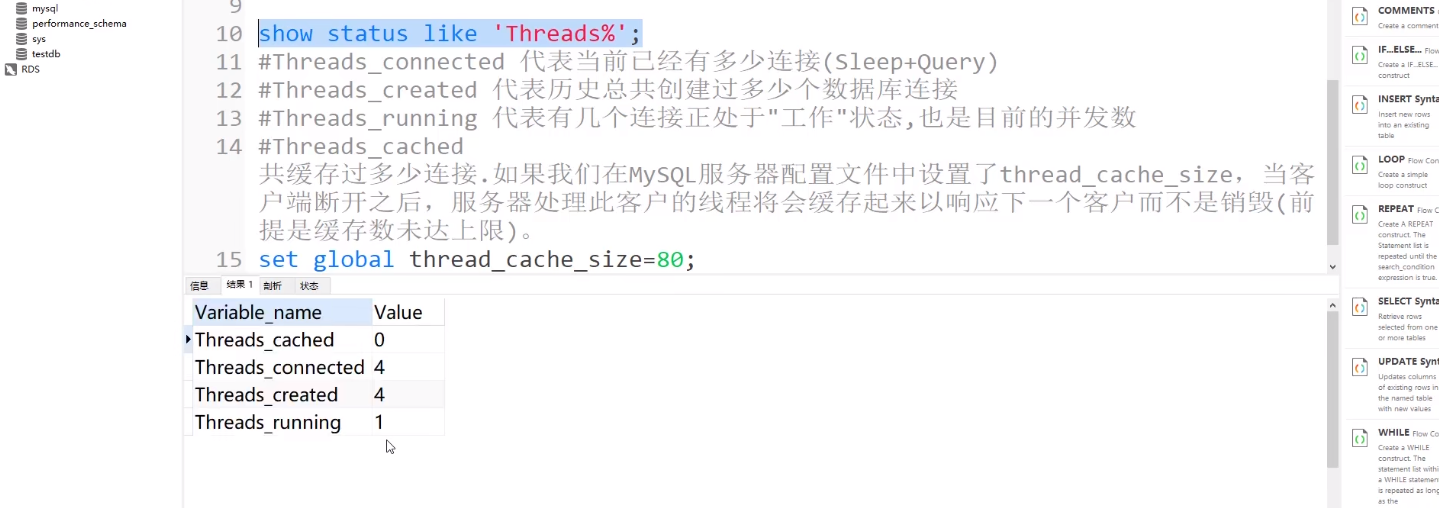 mysql
performance_schema
sys
testdb
RDS
9
10 show status like 'Threads%';
11 #Threads_connected 代表当前已经有多少连接(Sleep+Query)
12 #Threads_created 代表历史总共创建过多少个数据库连接
13 #Threads_running 代表有几个连接正处于"工作"状态,也是目前的并发数
14 #Threads_cached
共缓存过多少连接.如果我们在MySQL服务器配置文件中设置了thread_cache_size，当客
户端断开之后，服务器处理此客户的线程将会缓存起来以响应下一个客户而不是销毁(前
提是缓存数未达上限)。
15 set global thread_cache_size=80;
信息 结果 1 剖析 状态
Variable_name Value
Threads_cached 0
Threads_connected 4
Threads_created 4
Threads_running 1
COMMENTS
Create a comment
IF...ELSE... Flow
Create a IF...ELSE...
construct
INSERT Synta
Insert new rows
into an existing
table
LOOP Flow Con
Create a simple
loop construct
REPEAT Flow C
Create A REPEAT
construct. The
Statement list is
repeated until the
search_condition
expression is true.
SELECT Synta
Retrieve rows
selected from one
or more tables
UPDATE Synt
Updates columns
of existing rows in
the named table
with new values
WHILE Flow Co
Create a WHILE
construct. The
statement list withi
a WHILE statement
is repeated as long
as the